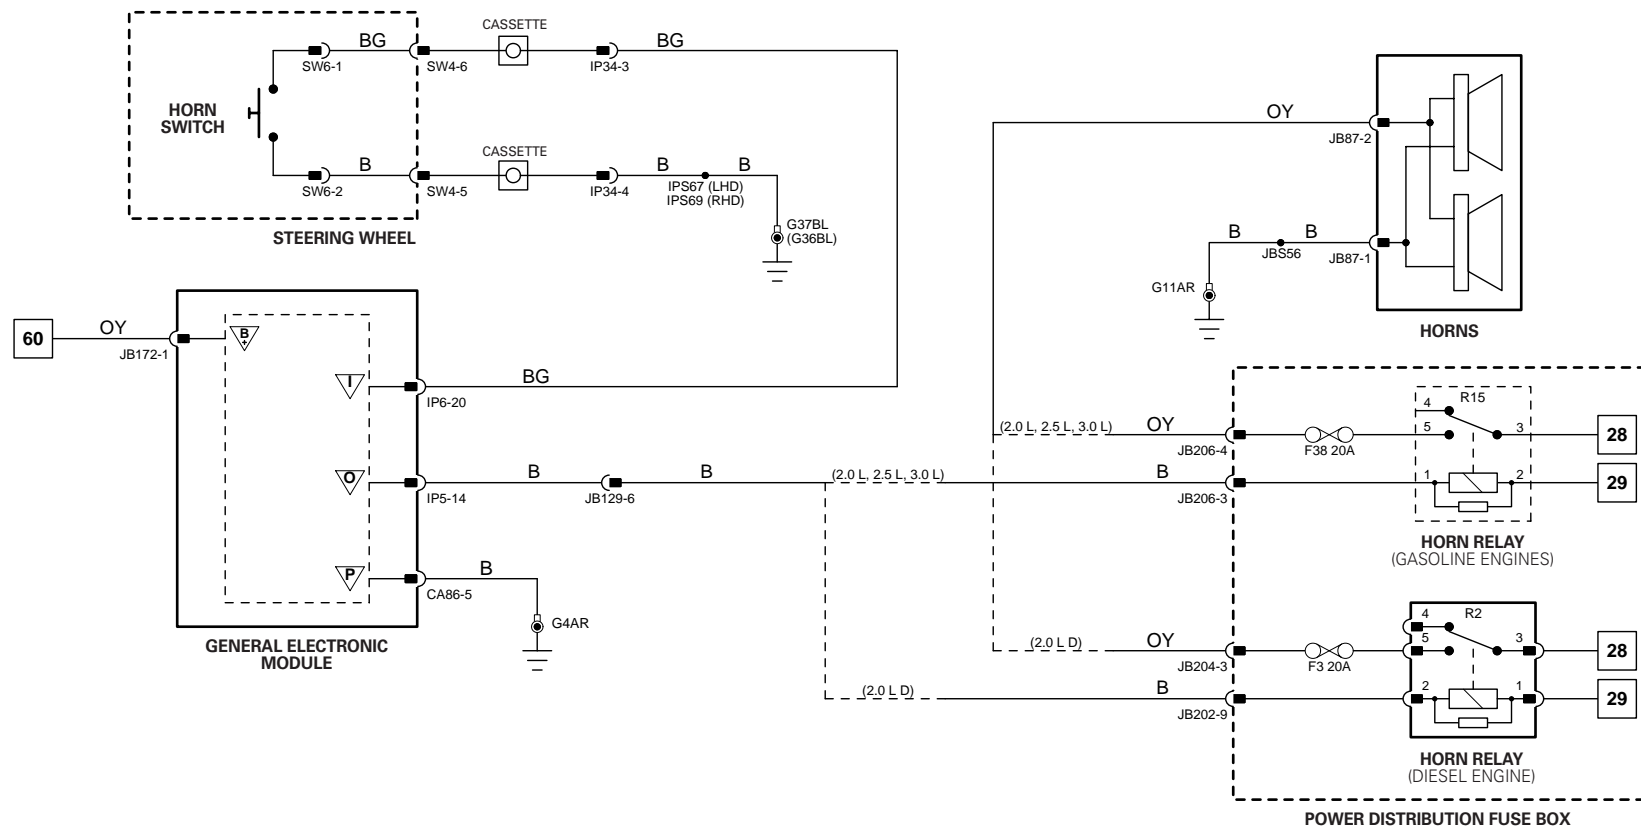 CASSETTE
BG
BG
SW6-1
SW4-6
IP34-3
HORN
SWITCH
CASSETTE
B
B
B
SW6-2
SW4-5
IP34-4
IPS67 (LHD)
IPS69 (RHD)
G37BL
(G36BL)
STEERING WHEEL
OY
JB87-2
B
B
JBS56
JB87-1
G11AR
HORNS
60
OY
JB172-1
B
+
I
BG
IP6-20
O
B
B
IP5-14
JB129-6
P
B
CA86-5
G4AR
GENERAL ELECTRONIC
MODULE
(2.0 L, 2.5 L, 3.0 L)
OY
JB206-4
F38 20A
4
R15
5
3
28
(2.0 L, 2.5 L, 3.0 L)
B
JB206-3
1
2
29
HORN RELAY
(GASOLINE ENGINES)
(2.0 L D)
OY
JB204-3
F3 20A
4
R2
5
3
28
(2.0 L D)
B
JB202-9
2
1
29
HORN RELAY
(DIESEL ENGINE)
POWER DISTRIBUTION FUSE BOX